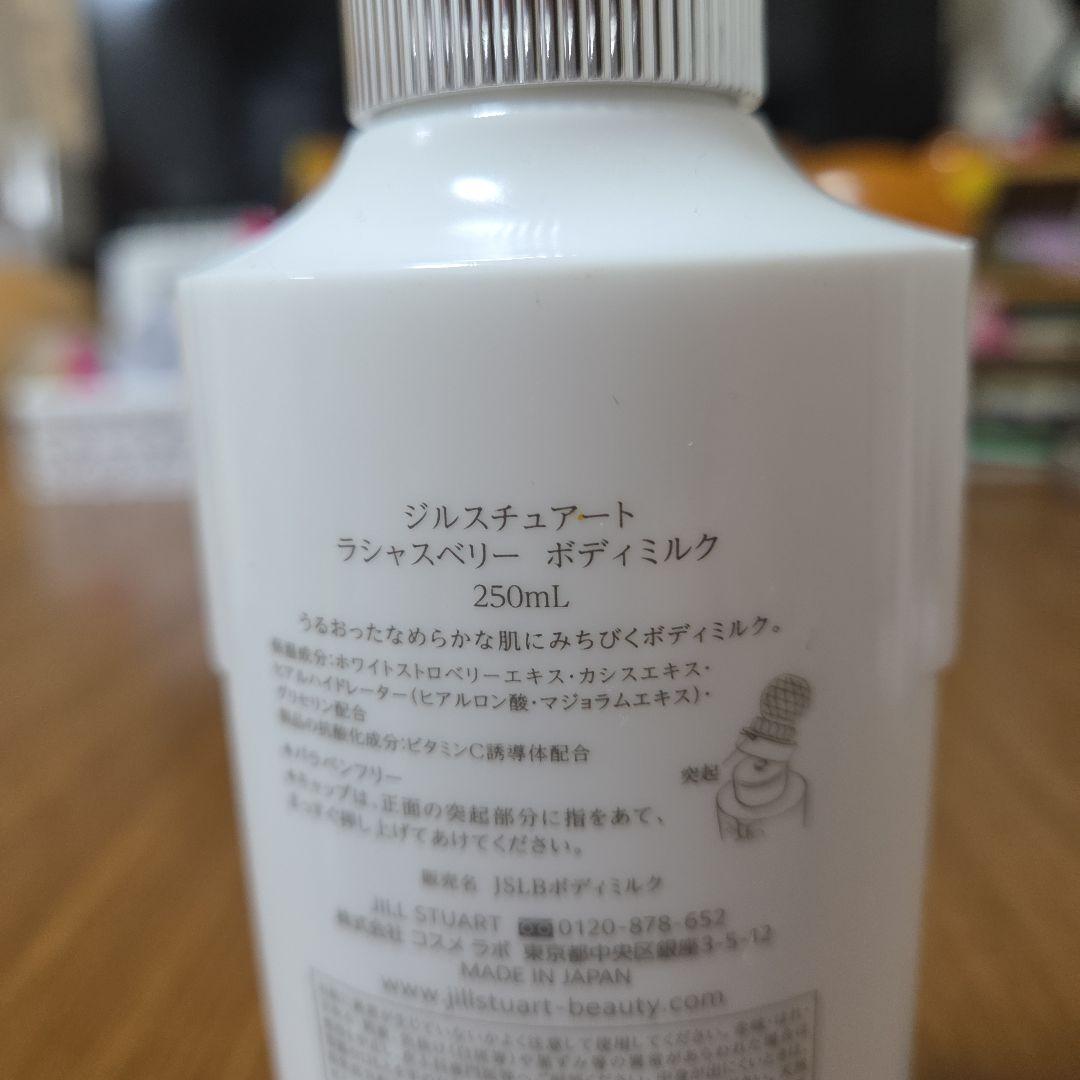 ジルスチュアート
ラシャスベリー ボディミルク
250mL
うるおったなめらかな肌にみちびくボディミルク。
保湿成分:ホワイトストロベリーエキス・カシスエキス・
ヒアルハイドレーター(ヒアルロン酸・マジョラムエキス)・
グリセリン配合
製品の抗酸化成分:ビタミンC誘導体配合
※パラベンフリー
※キャップは、正面の突起部分に指をあて、
まっすぐ押し上げてあけてください。
突起
販売名 JSLBボディミルク
JILL STUART 0120-878-652
株式会社 コスメ ラボ 東京都中央区銀座3-5-12
MADE IN JAPAN
www.jillstuart-beauty.com